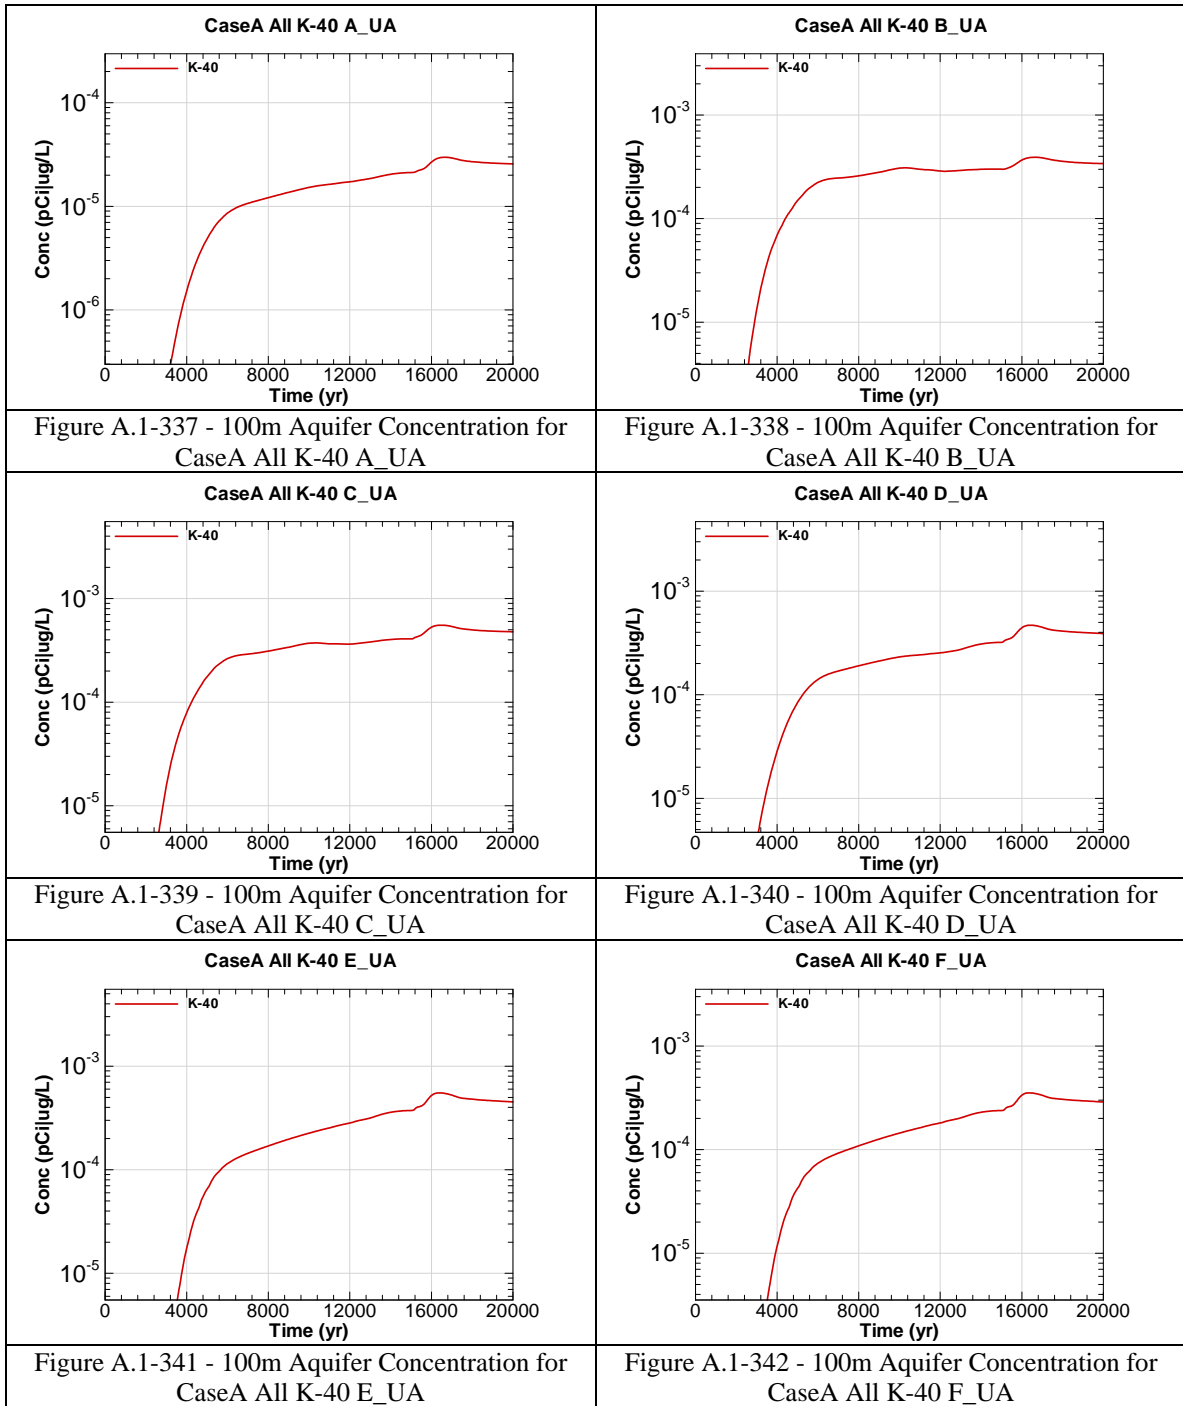 CaseA All K-40 A_UA
K-40
10-4
10-5
10-6
Conc (pCi|ug/L)
0 4000 8000 12000 16000 20000
Time (yr)
Figure A.1-337 - 100m Aquifer Concentration for
CaseA All K-40 A_UA
CaseA All K-40 B_UA
K-40
10-3
10-4
10-5
Conc (pCi|ug/L)
0 4000 8000 12000 16000 20000
Time (yr)
Figure A.1-338 - 100m Aquifer Concentration for
CaseA All K-40 B_UA
CaseA All K-40 C_UA
K-40
10-3
10-4
10-5
Conc (pCi|ug/L)
0 4000 8000 12000 16000 20000
Time (yr)
Figure A.1-339 - 100m Aquifer Concentration for
CaseA All K-40 C_UA
CaseA All K-40 D_UA
K-40
10-3
10-4
10-5
Conc (pCi|ug/L)
0 4000 8000 12000 16000 20000
Time (yr)
Figure A.1-340 - 100m Aquifer Concentration for
CaseA All K-40 D_UA
CaseA All K-40 E_UA
K-40
10-3
10-4
10-5
Conc (pCi|ug/L)
0 4000 8000 12000 16000 20000
Time (yr)
Figure A.1-341 - 100m Aquifer Concentration for
CaseA All K-40 E_UA
CaseA All K-40 F_UA
K-40
10-3
10-4
10-5
Conc (pCi|ug/L)
0 4000 8000 12000 16000 20000
Time (yr)
Figure A.1-342 - 100m Aquifer Concentration for
CaseA All K-40 F_UA